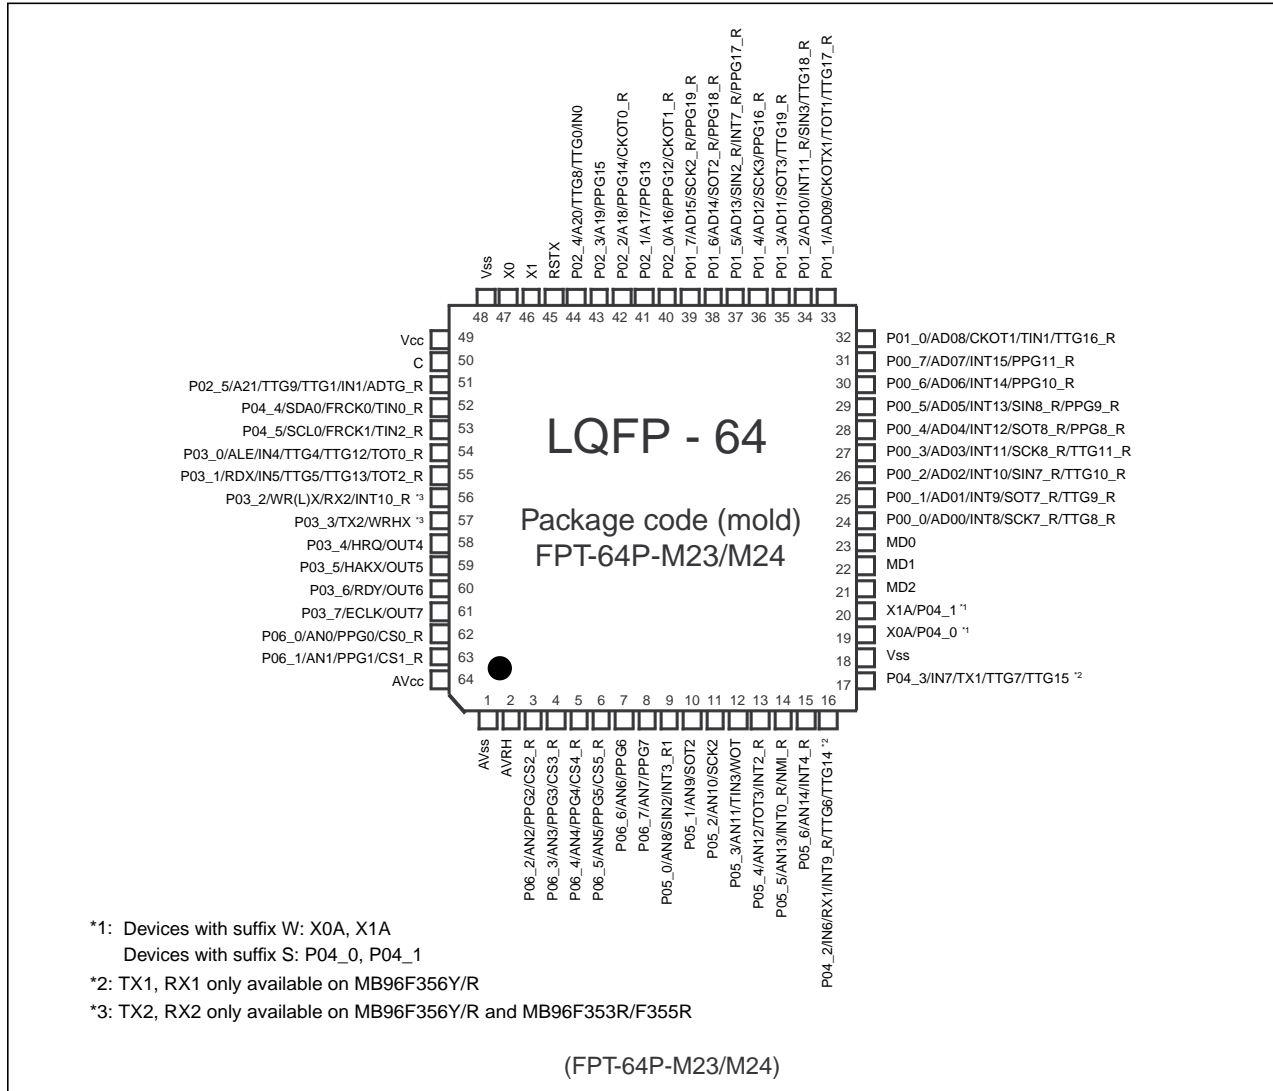 P02_4/A20/TTG8/TTG0/IN0
P02_3/A19/PPG15
P02_2/A18/PPG14/CKOT0_R
P02_1/A17/PPG13
P02_0/A16/PPG12/CKOT1_R
P01_7/AD15/SCK2_R/PPG19_R
P01_6/AD14/SOT2_R/PPG18_R
P01_5/AD13/SIN2_R/INT7_R/PPG17_R
P01_4/AD12/SCK3/PPG16_R
P01_3/AD11/SOT3/TTG19_R
P01_2/AD10/INT11_R/SIN3/TTG18_R
P01_1/AD09/CKOTX1/TOT1/TTG17_R
Vss
X0
X1
RSTX
48 47 46 45 44 43 42 41 40 39 38 37 36 35 34 33
Vcc 49
C 50
P02_5/A21/TTG9/TTG1/IN1/ADTG_R 51
P04_4/SDA0/FRCK0/TIN0_R 52
P04_5/SCL0/FRCK1/TIN2_R 53
P03_0/ALE/IN4/TTG4/TTG12/TOT0_R 54
P03_1/RDX/IN5/TTG5/TTG13/TOT2_R 55
P03_2/WR(L)X/RX2/INT10_R *3 56
P03_3/TX2/WRHX *3 57
P03_4/HRQ/OUT4 58
P03_5/HAKX/OUT5 59
P03_6/RDY/OUT6 60
P03_7/ECLK/OUT7 61
P06_0/AN0/PPG0/CS0_R 62
P06_1/AN1/PPG1/CS1_R 63
AVcc 64
LQFP - 64
Package code (mold)
FPT-64P-M23/M24
32 P01_0/AD08/CKOT1/TIN1/TTG16_R
31 P00_7/AD07/INT15/PPG11_R
30 P00_6/AD06/INT14/PPG10_R
29 P00_5/AD05/INT13/SIN8_R/PPG9_R
28 P00_4/AD04/INT12/SOT8_R/PPG8_R
27 P00_3/AD03/INT11/SCK8_R/TTG11_R
26 P00_2/AD02/INT10/SIN7_R/TTG10_R
25 P00_1/AD01/INT9/SOT7_R/TTG9_R
24 P00_0/AD00/INT8/SCK7_R/TTG8_R
23 MD0
22 MD1
21 MD2
20 X1A/P04_1 *1
19 X0A/P04_0 *1
18 Vss
17 P04_3/IN7/TX1/TTG7/TTG15 *2
1 2 3 4 5 6 7 8 9 10 11 12 13 14 15 16
AVss
AVRH
P06_2/AN2/PPG2/CS2_R
P06_3/AN3/PPG3/CS3_R
P06_4/AN4/PPG4/CS4_R
P06_5/AN5/PPG5/CS5_R
P06_6/AN6/PPG6
P06_7/AN7/PPG7
P05_0/AN8/SIN2/INT3_R1
P05_1/AN9/SOT2
P05_2/AN10/SCK2
P05_3/AN11/TIN3/WOT
P05_4/AN12/TOT3/INT2_R
P05_5/AN13/INT0_R/NMI_R
P05_6/AN14/INT4_R
P04_2/IN6/RX1/INT9_R/TTG6/TTG14 *2
*1: Devices with suffix W: X0A, X1A
Devices with suffix S: P04_0, P04_1
*2: TX1, RX1 only available on MB96F356Y/R
*3: TX2, RX2 only available on MB96F356Y/R and MB96F353R/F355R
(FPT-64P-M23/M24)